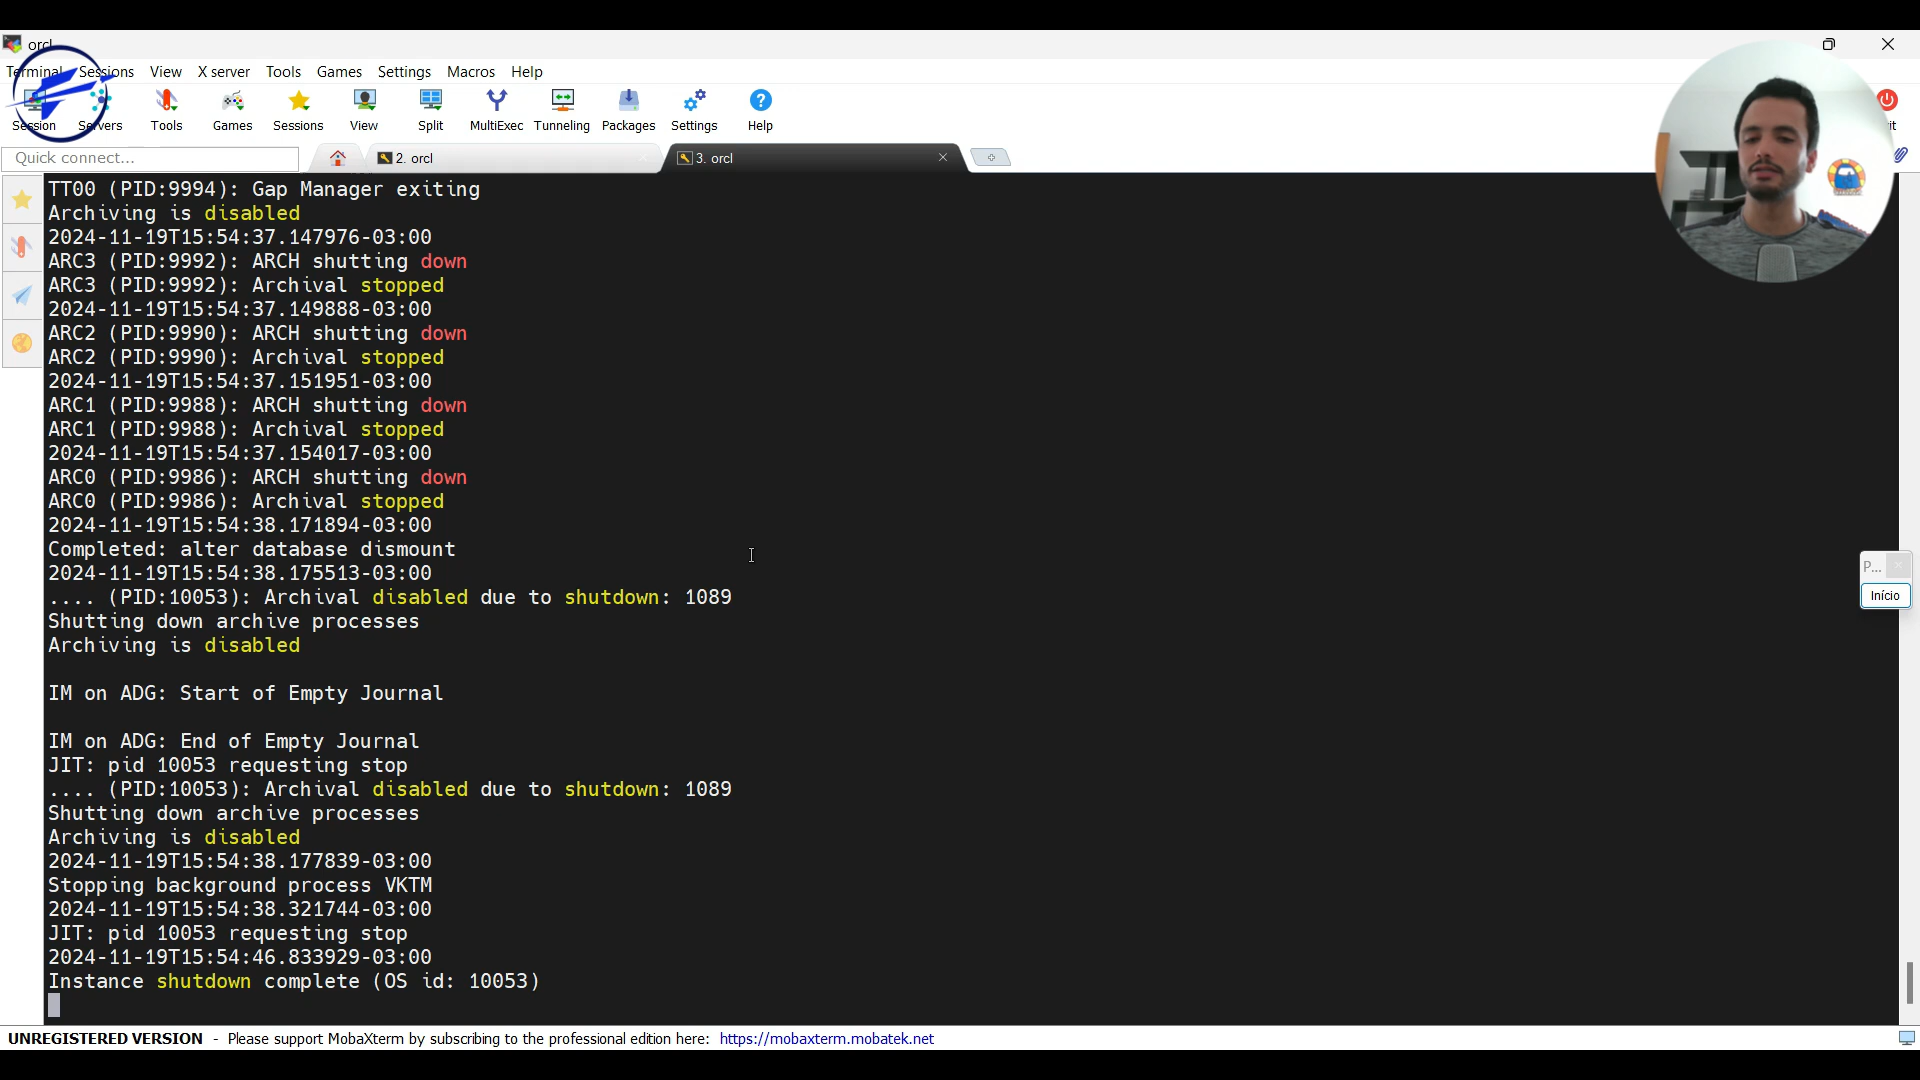 orcl
Terminal Sessions View X server Tools Games Settings Macros Help
Session Servers Tools Games Sessions View Split MultiExec Tunneling Packages Settings Help
Quick connect...
2. orcl
3. orcl
TT00 (PID:9994): Gap Manager exiting
Archiving is disabled
2024-11-19T15:54:37.147976-03:00
ARC3 (PID:9992): ARCH shutting down
ARC3 (PID:9992): Archival stopped
2024-11-19T15:54:37.149888-03:00
ARC2 (PID:9990): ARCH shutting down
ARC2 (PID:9990): Archival stopped
2024-11-19T15:54:37.151951-03:00
ARC1 (PID:9988): ARCH shutting down
ARC1 (PID:9988): Archival stopped
2024-11-19T15:54:37.154017-03:00
ARC0 (PID:9986): ARCH shutting down
ARC0 (PID:9986): Archival stopped
2024-11-19T15:54:38.171894-03:00
Completed: alter database dismount
2024-11-19T15:54:38.175513-03:00
.... (PID:10053): Archival disabled due to shutdown: 1089
Shutting down archive processes
Archiving is disabled
IM on ADG: Start of Empty Journal
IM on ADG: End of Empty Journal
JIT: pid 10053 requesting stop
.... (PID:10053): Archival disabled due to shutdown: 1089
Shutting down archive processes
Archiving is disabled
2024-11-19T15:54:38.177839-03:00
Stopping background process VKTM
2024-11-19T15:54:38.321744-03:00
JIT: pid 10053 requesting stop
2024-11-19T15:54:46.833929-03:00
Instance shutdown complete (OS id: 10053)
P...
Início
UNREGISTERED VERSION - Please support MobaXterm by subscribing to the professional edition here: https://mobaxterm.mobatek.net